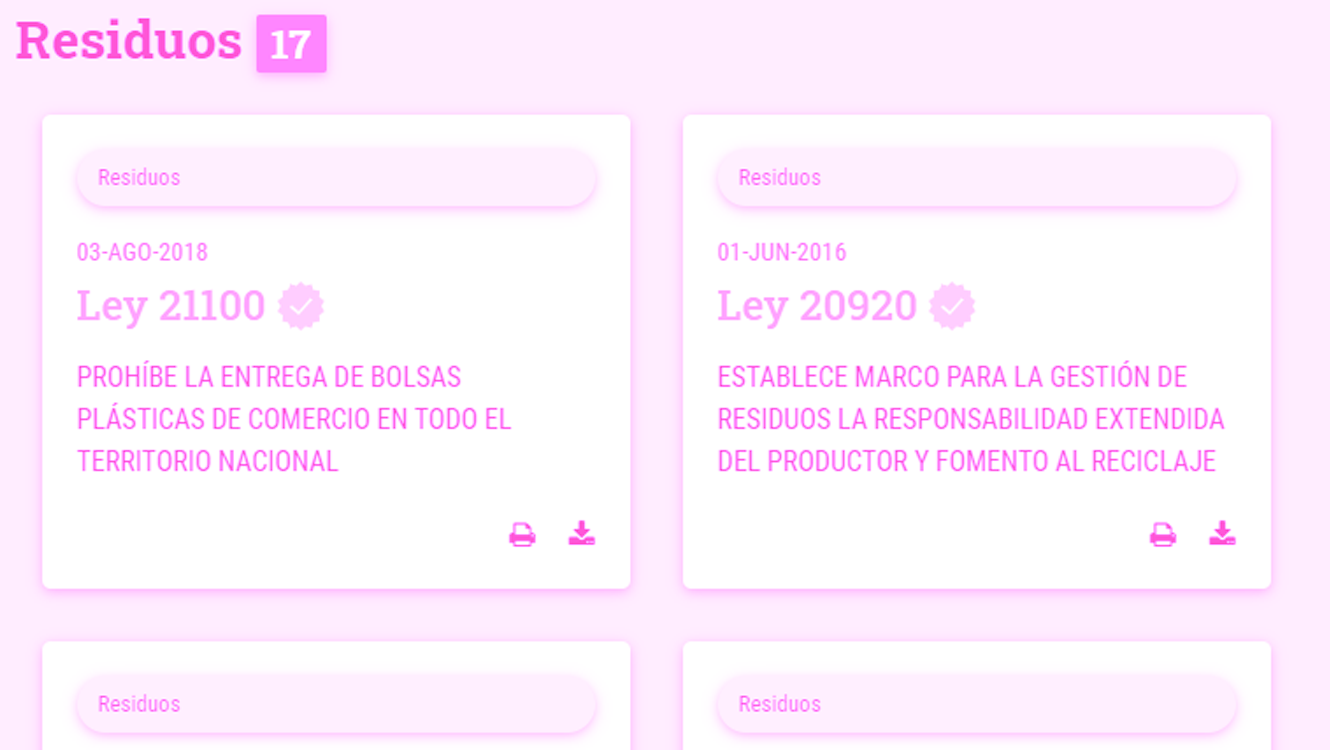 Residuos 17
Residuos
03-AGO-2018
Ley 21100
PROHÍBE LA ENTREGA DE BOLSAS
PLÁSTICAS DE COMERCIO EN TODO EL
TERRITORIO NACIONAL
Residuos
01-JUN-2016
Ley 20920
ESTABLECE MARCO PARA LA GESTIÓN DE
RESIDUOS LA RESPONSABILIDAD EXTENDIDA
DEL PRODUCTOR Y FOMENTO AL RECICLAJE
Residuos
Residuos